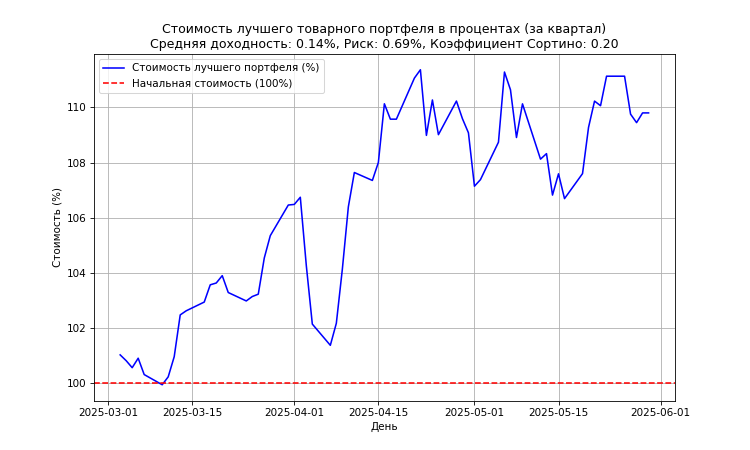 Стоимость лучшего товарного портфеля в процентах (за квартал)
Средняя доходность: 0.14%, Риск: 0.69%, Коэффициент Сортино: 0.20
Стоимость лучшего портфеля (%)
Начальная стоимость (100%)
Стоимость (%)
110
108
106
104
102
100
2025-03-01
2025-03-15
2025-04-01
2025-04-15
2025-05-01
2025-05-15
2025-06-01
День